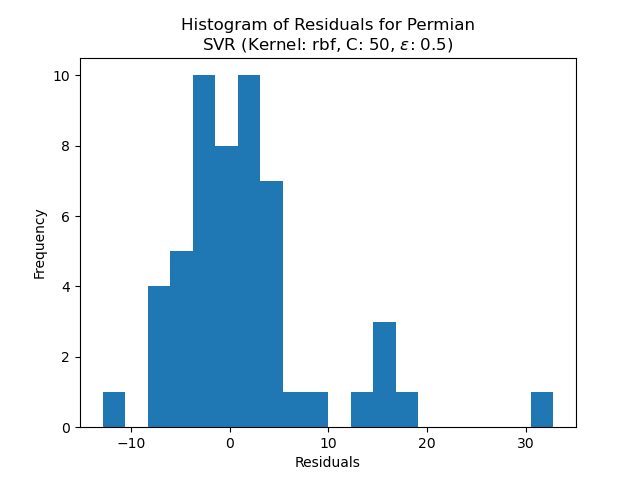 Histogram of Residuals for Permian
SVR (Kernel: rbf, C: 50, ε: 0.5)
10
8
6
4
2
0
Frequency
−10
0
10
20
30
Residuals